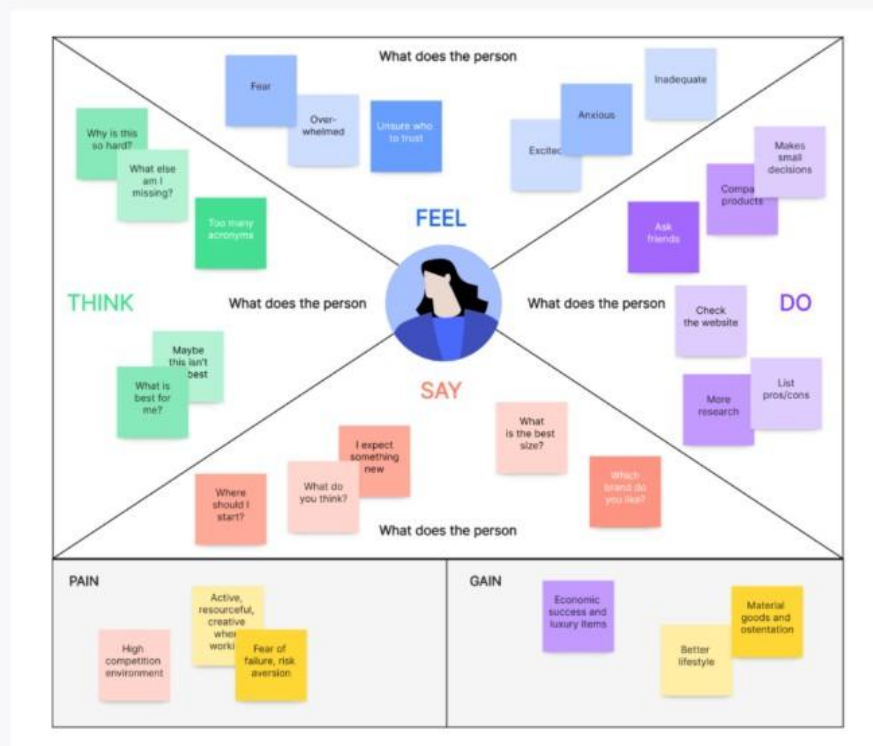 What does the person
Fear
Over-
whelmed
Unsure who
to trust
Excited
Anxious
Inadequate
FEEL
Why is this
so hard?
What else
am I
missing?
Too many
acronyms
THINK
What does the person
Maybe
this isn't
best
What is
best for
me?
Makes
small
decisions
Compa
products
Ask
friends
What does the person
DO
Check
the website
More
research
List
pros/cons
SAY
What
is the best
size?
I expect
something
new
What do
you think?
Where
should I
start?
Which
brand do
you like?
What does the person
PAIN
Active,
resourceful,
creative
when
worki
High
competition
environment
Fear of
failure, risk
aversion
GAIN
Economic
success and
luxury items
Material
goods and
ostentation
Better
lifestyle